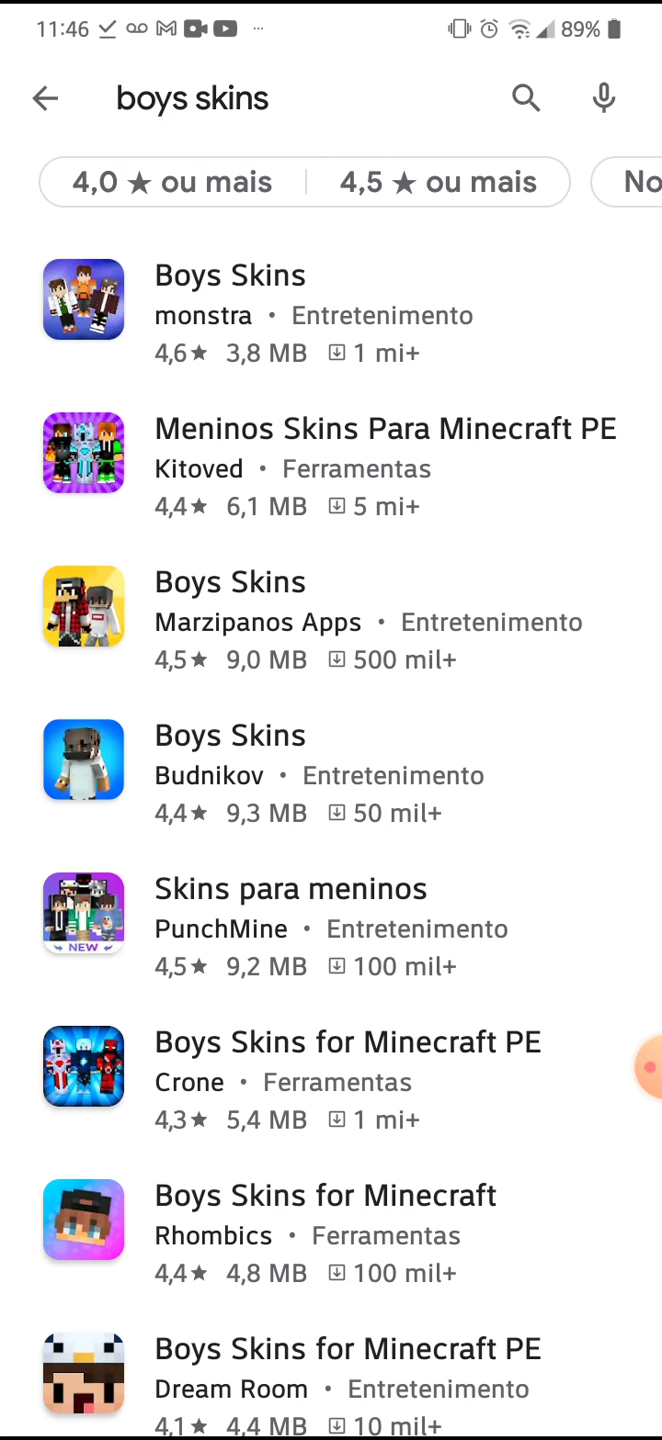 11:46 89%
boys skins
4,0 ★ ou mais 4,5 ★ ou mais No
Boys Skins
monstra • Entretenimento
4,6★ 3,8 MB 1 mi+
Meninos Skins Para Minecraft PE
Kitoved • Ferramentas
4,4★ 6,1 MB 5 mi+
Boys Skins
Marzipanos Apps • Entretenimento
4,5★ 9,0 MB 500 mil+
Boys Skins
Budnikov • Entretenimento
4,4★ 9,3 MB 50 mil+
Skins para meninos
PunchMine • Entretenimento
NEW
4,5★ 9,2 MB 100 mil+
Boys Skins for Minecraft PE
Crone • Ferramentas
4,3★ 5,4 MB 1 mi+
Boys Skins for Minecraft
Rhombics • Ferramentas
4,4★ 4,8 MB 100 mil+
Boys Skins for Minecraft PE
Dream Room • Entretenimento
4,1★ 4,4 MB 10 mil+